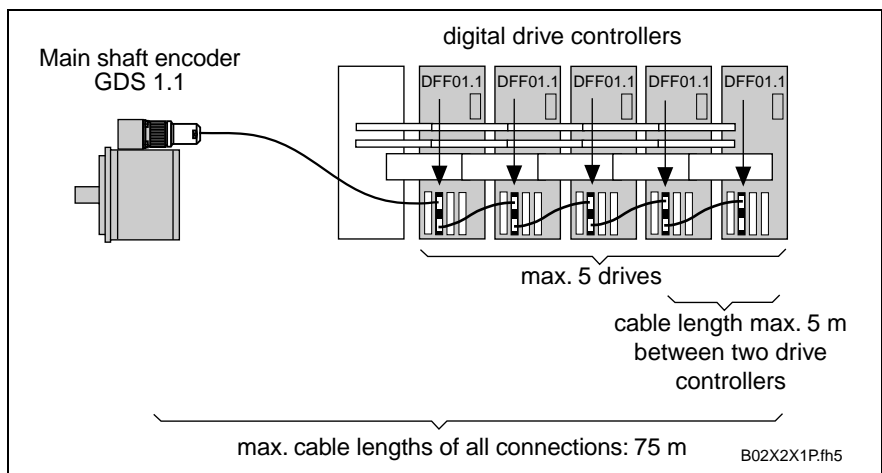 digital drive controllers
Main shaft encoder
GDS 1.1
DFF01.1 DFF01.1 DFF01.1 DFF01.1 DFF01.1
max. 5 drives
cable length max. 5 m
between two drive
controllers
max. cable lengths of all connections: 75 m
B02X2X1P.fh5